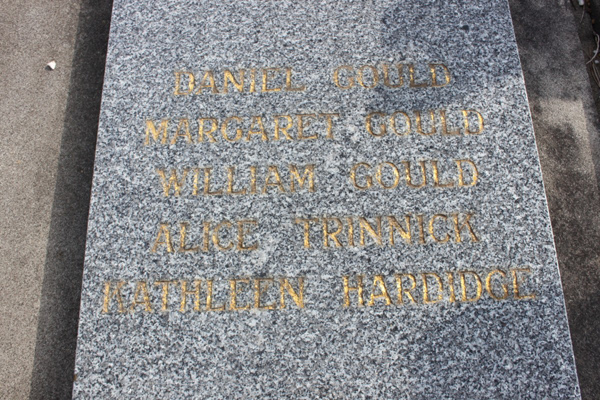 DANIEL GOULD
MARGARET GOULD
WILLIAM GOULD
ALICE TRINNICK
KATHLEEN HARDIDGE